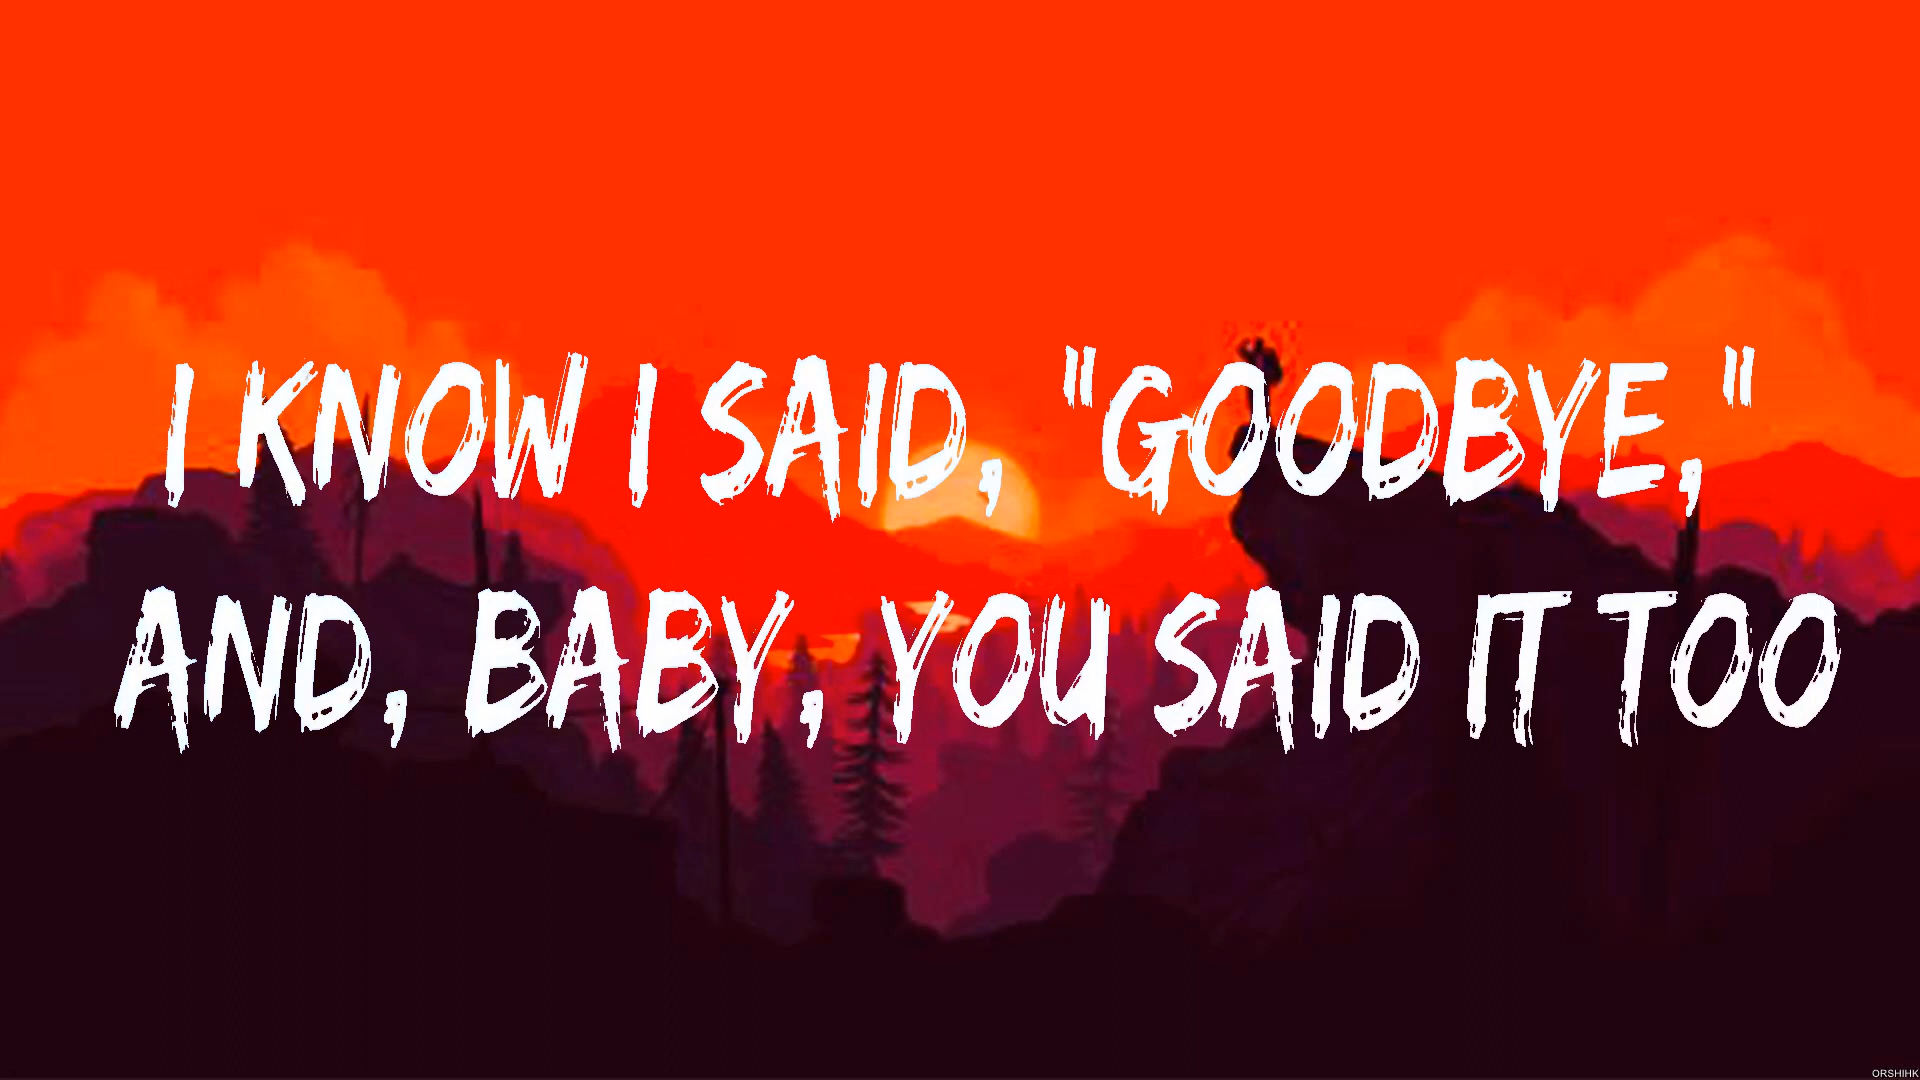 I KNOW I SAID, "GOODBYE,"
AND, BABY, YOU SAID IT TOO
ORSHIHK